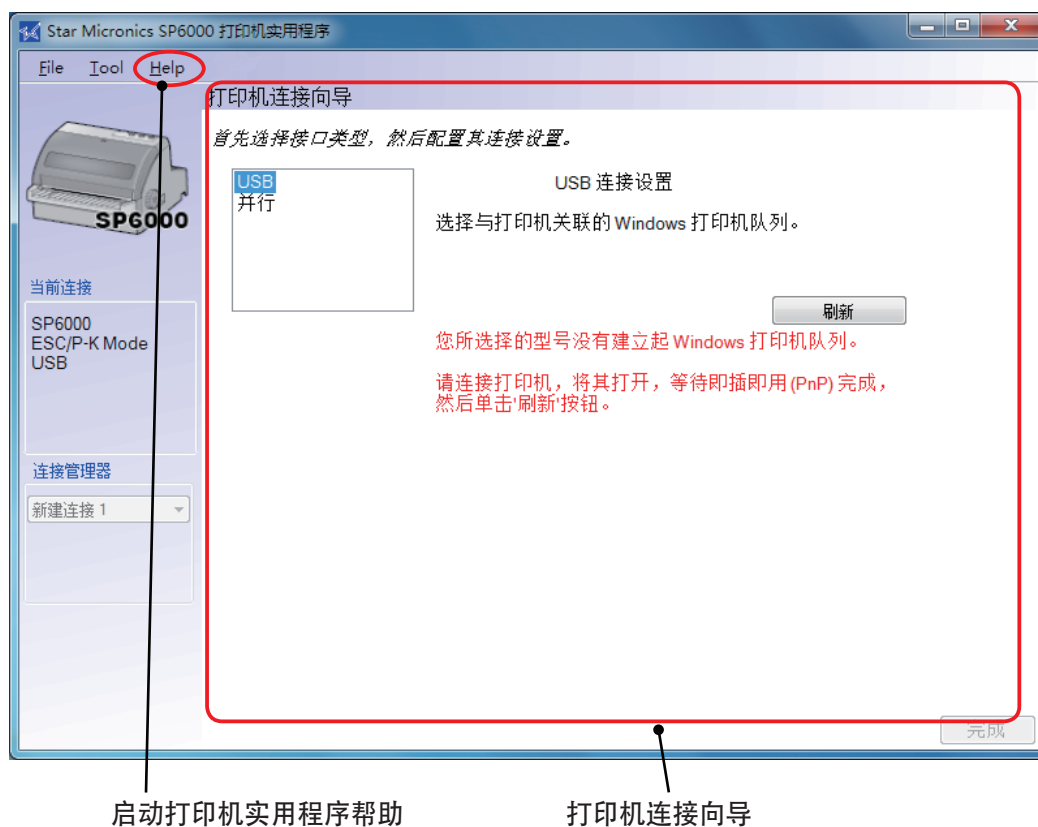 Star Micronics SP6000 打印机实用程序
File Tool Help
打印机连接向导
首先选择接口类型，然后配置其连接设置。
SP6000
USB
并行
USB 连接设置
选择与打印机关联的 Windows 打印机队列。
刷新
您所选择的型号没有建立起 Windows 打印机队列。
请连接打印机，将其打开，等待即插即用 (PnP) 完成，
然后单击'刷新'按钮。
当前连接
SP6000
ESC/P-K Mode
USB
连接管理器
新建连接 1
完成
启动打印机实用程序帮助
打印机连接向导